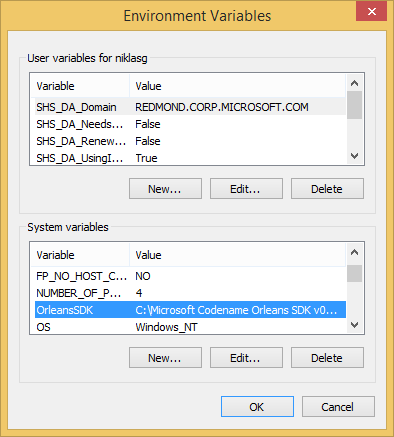 Environment Variables
User variables for niklasg
Variable Value
SHS_DA_Domain REDMOND.CORP.MICROSOFT.COM
SHS_DA_Needs... False
SHS_DA_Renew... False
SHS_DA_UsingI... True
New... Edit... Delete
System variables
Variable Value
FP_NO_HOST_C... NO
NUMBER_OF_P... 4
OrleansSDK C:\Microsoft Codename Orleans SDK v0...
OS Windows_NT
New... Edit... Delete
OK Cancel